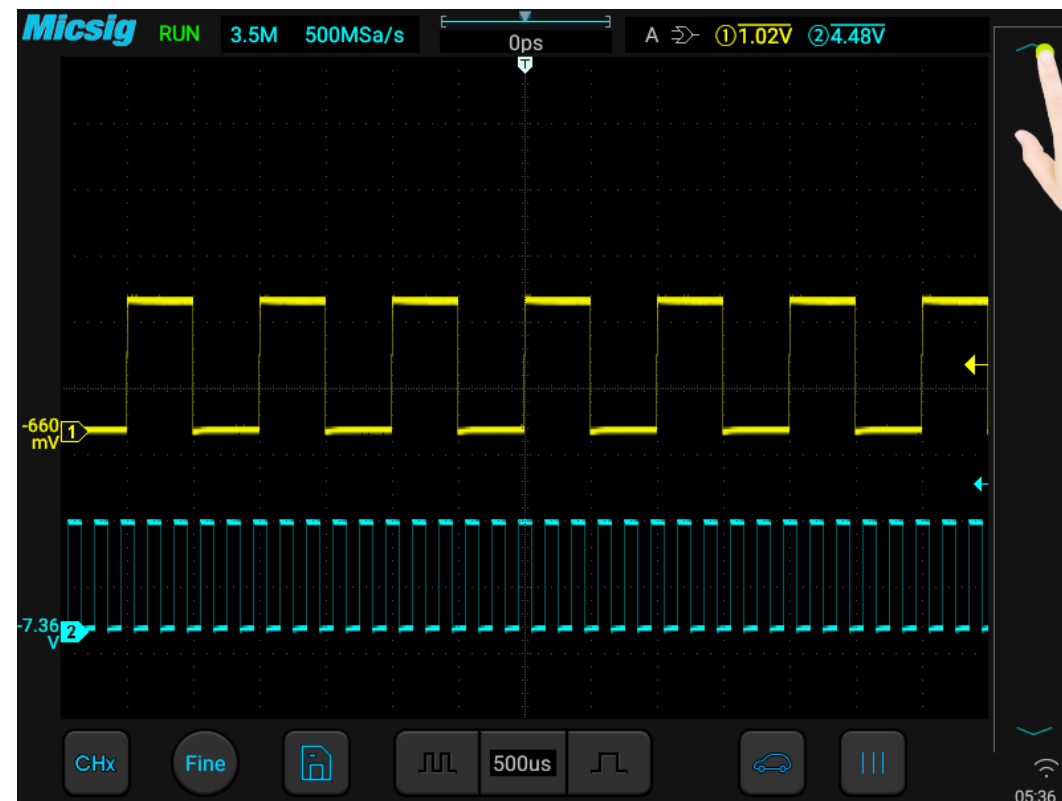 Micsig RUN 3.5M 500MSa/s 0ps A ①1.02V ②4.48V
T
-660
mV 1
-7.36
V 2
CHx Fine 500us
05:36